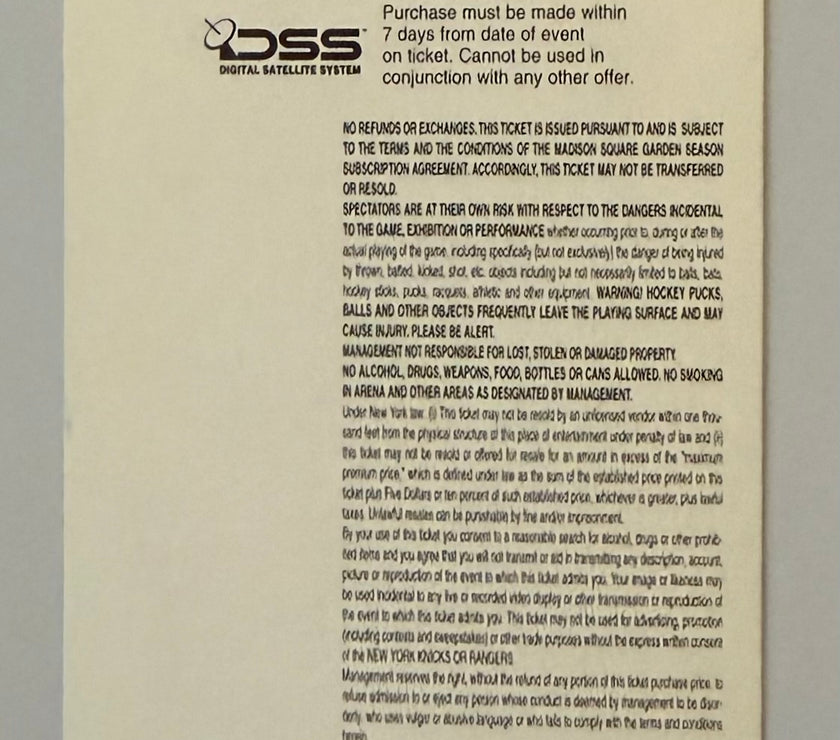 DSS
DIGITAL SATELLITE SYSTEM
Purchase must be made within
7 days from date of event
on ticket. Cannot be used in
conjunction with any other offer.
NO REFUNDS OR EXCHANGES. THIS TICKET IS ISSUED PURSUANT TO AND IS SUBJECT
TO THE TERMS AND THE CONDITIONS OF THE MADISON SQUARE GARDEN SEASON
SUBSCRIPTION AGREEMENT. ACCORDINGLY, THIS TICKET MAY NOT BE TRANSFERRED
OR RESOLD.
SPECTATORS ARE AT THEIR OWN RISK WITH RESPECT TO THE DANGERS INCIDENTAL
TO THE GAME, EXHIBITION OR PERFORMANCE whether occurring prior to, during or after the
actual playing of the game, including specifically (but not exclusively) the danger of being injured
by thrown, batted, kicked, shot, etc. objects including but not necessarily limited to balls, bats,
hockey sticks, pucks, racquets, athletic and other equipment. WARNING! HOCKEY PUCKS,
BALLS AND OTHER OBJECTS FREQUENTLY LEAVE THE PLAYING SURFACE AND MAY
CAUSE INJURY. PLEASE BE ALERT.
MANAGEMENT NOT RESPONSIBLE FOR LOST, STOLEN OR DAMAGED PROPERTY.
NO ALCOHOL, DRUGS, WEAPONS, FOOD, BOTTLES OR CANS ALLOWED. NO SMOKING
IN ARENA AND OTHER AREAS AS DESIGNATED BY MANAGEMENT.
Under New York law: (i) This ticket may not be resold by an unlicensed vendor within one thou-
sand feet from the physical structure of this place of entertainment under penalty of law and (ii)
this ticket may not be resold or offered for resale for an amount in excess of the "maximum
premium price," which is defined under law as the sum of the established price printed on this
ticket plus Five Dollars or ten percent of such established price, whichever is greater, plus lawful
taxes. Unlawful resales can be punishable by fine and/or imprisonment.
By your use of this ticket you consent to a reasonable search for alcohol, drugs or other prohib-
ited items and you agree that you will not transmit or aid in transmitting any description, account,
picture or reproduction of the event to which this ticket admits you. Your image or likeness may
be used incidental to any live or recorded video display or other transmission or reproduction of
the event to which this ticket admits you. This ticket may not be used for advertising, promotion
(including contests and sweepstakes) or other trade purposes without the express written consent
of the NEW YORK KNICKS OR RANGERS.
Management reserves the right, without the refund of any portion of this ticket purchase price, to
refuse admission to or eject any person whose conduct is deemed by management to be disor-
derly, who uses vulgar or abusive language or who fails to comply with the terms and conditions
herein.